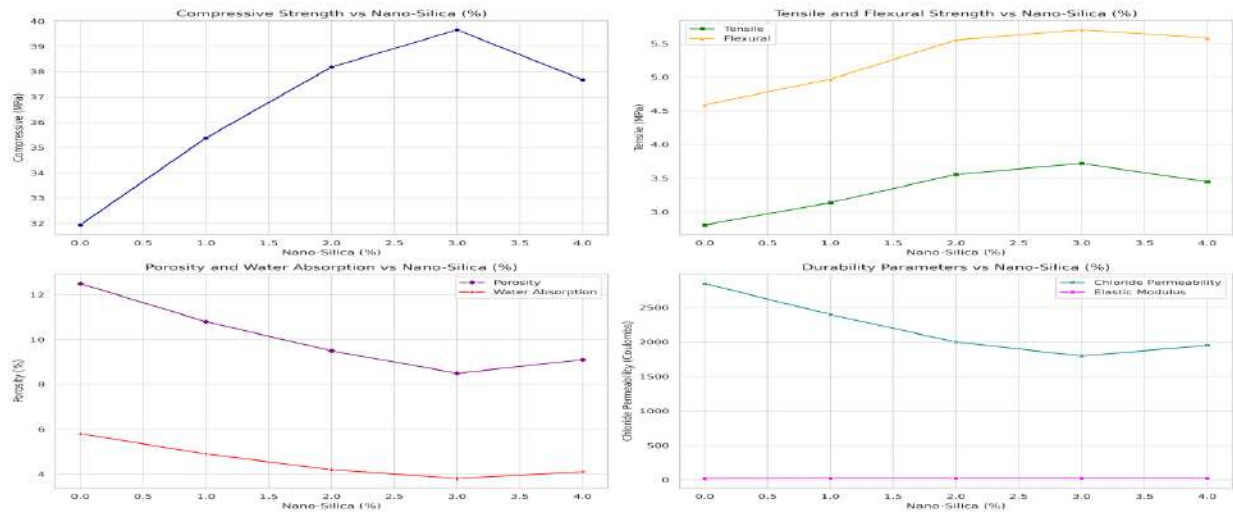 Compressive Strength vs Nano-Silica (%)
40
39
38
37
36
35
34
33
32
Compressive (MPa)
0.0 0.5 1.0 1.5 2.0 2.5 3.0 3.5 4.0
Nano-Silica (%)
Tensile and Flexural Strength vs Nano-Silica (%)
Tensile
Flexural
5.5
5.0
4.5
4.0
3.5
3.0
Tensile (MPa)
0.0 0.5 1.0 1.5 2.0 2.5 3.0 3.5 4.0
Nano-Silica (%)
Porosity and Water Absorption vs Nano-Silica (%)
Porosity
Water Absorption
12
10
8
6
4
Porosity (%)
0.0 0.5 1.0 1.5 2.0 2.5 3.0 3.5 4.0
Nano-Silica (%)
Durability Parameters vs Nano-Silica (%)
Chloride Permeability
Elastic Modulus
2500
2000
1500
1000
500
0
Chloride Permeability (Coulombs)
0.0 0.5 1.0 1.5 2.0 2.5 3.0 3.5 4.0
Nano-Silica (%)